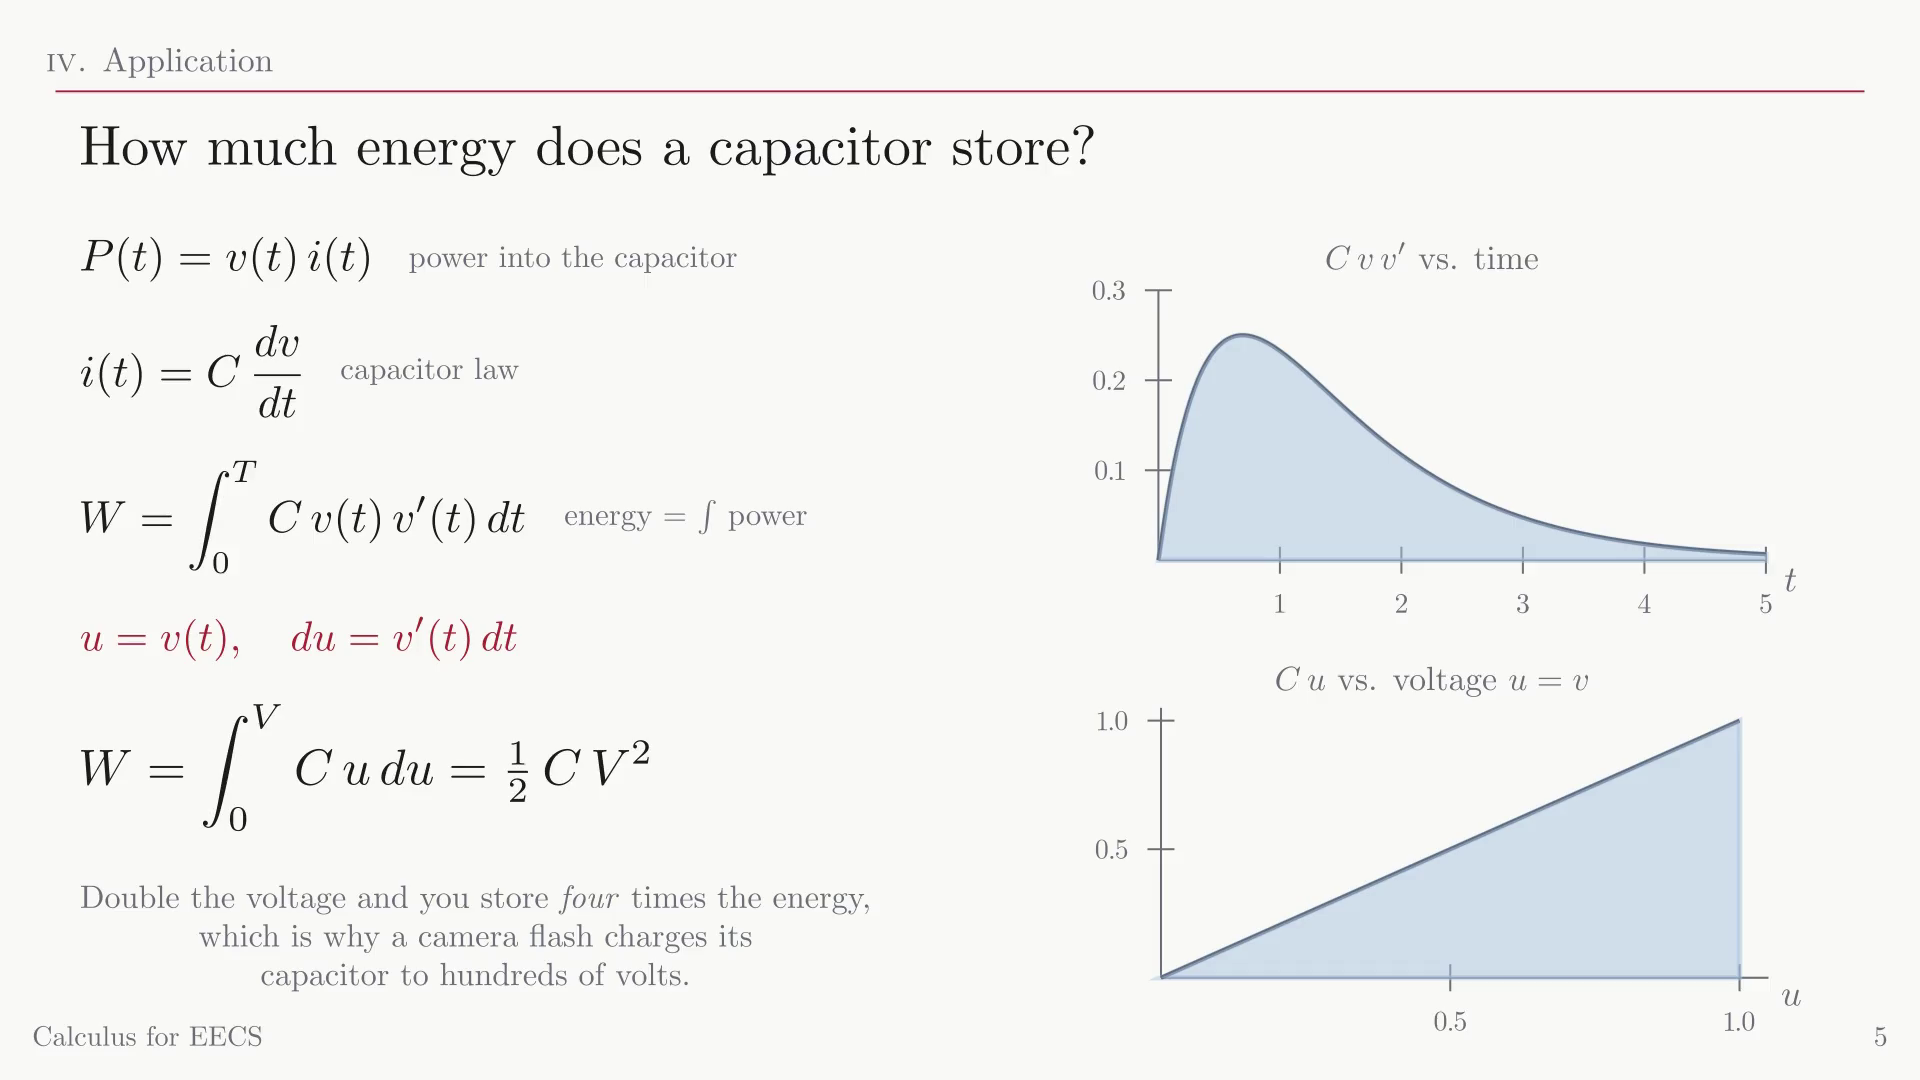 IV. Application
How much energy does a capacitor store?
P(t) = v(t) i(t) power into the capacitor
i(t) = C dv/dt capacitor law
W = ∫₀ᵀ C v(t) v′(t) dt energy = ∫ power
u = v(t), du = v′(t) dt
W = ∫₀ⱽ C u du = ½ C V²
Double the voltage and you store four times the energy,
which is why a camera flash charges its
capacitor to hundreds of volts.
C v v′ vs. time
0.3
0.2
0.1
1 2 3 4 5 t
C u vs. voltage u = v
1.0
0.5
0.5 1.0 u
Calculus for EECS
5